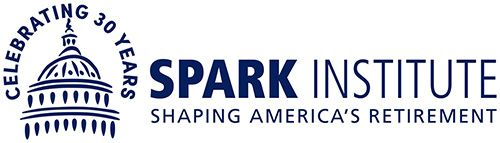 CELEBRATING 30 YEARS
SPARK INSTITUTE
SHAPING AMERICA'S RETIREMENT